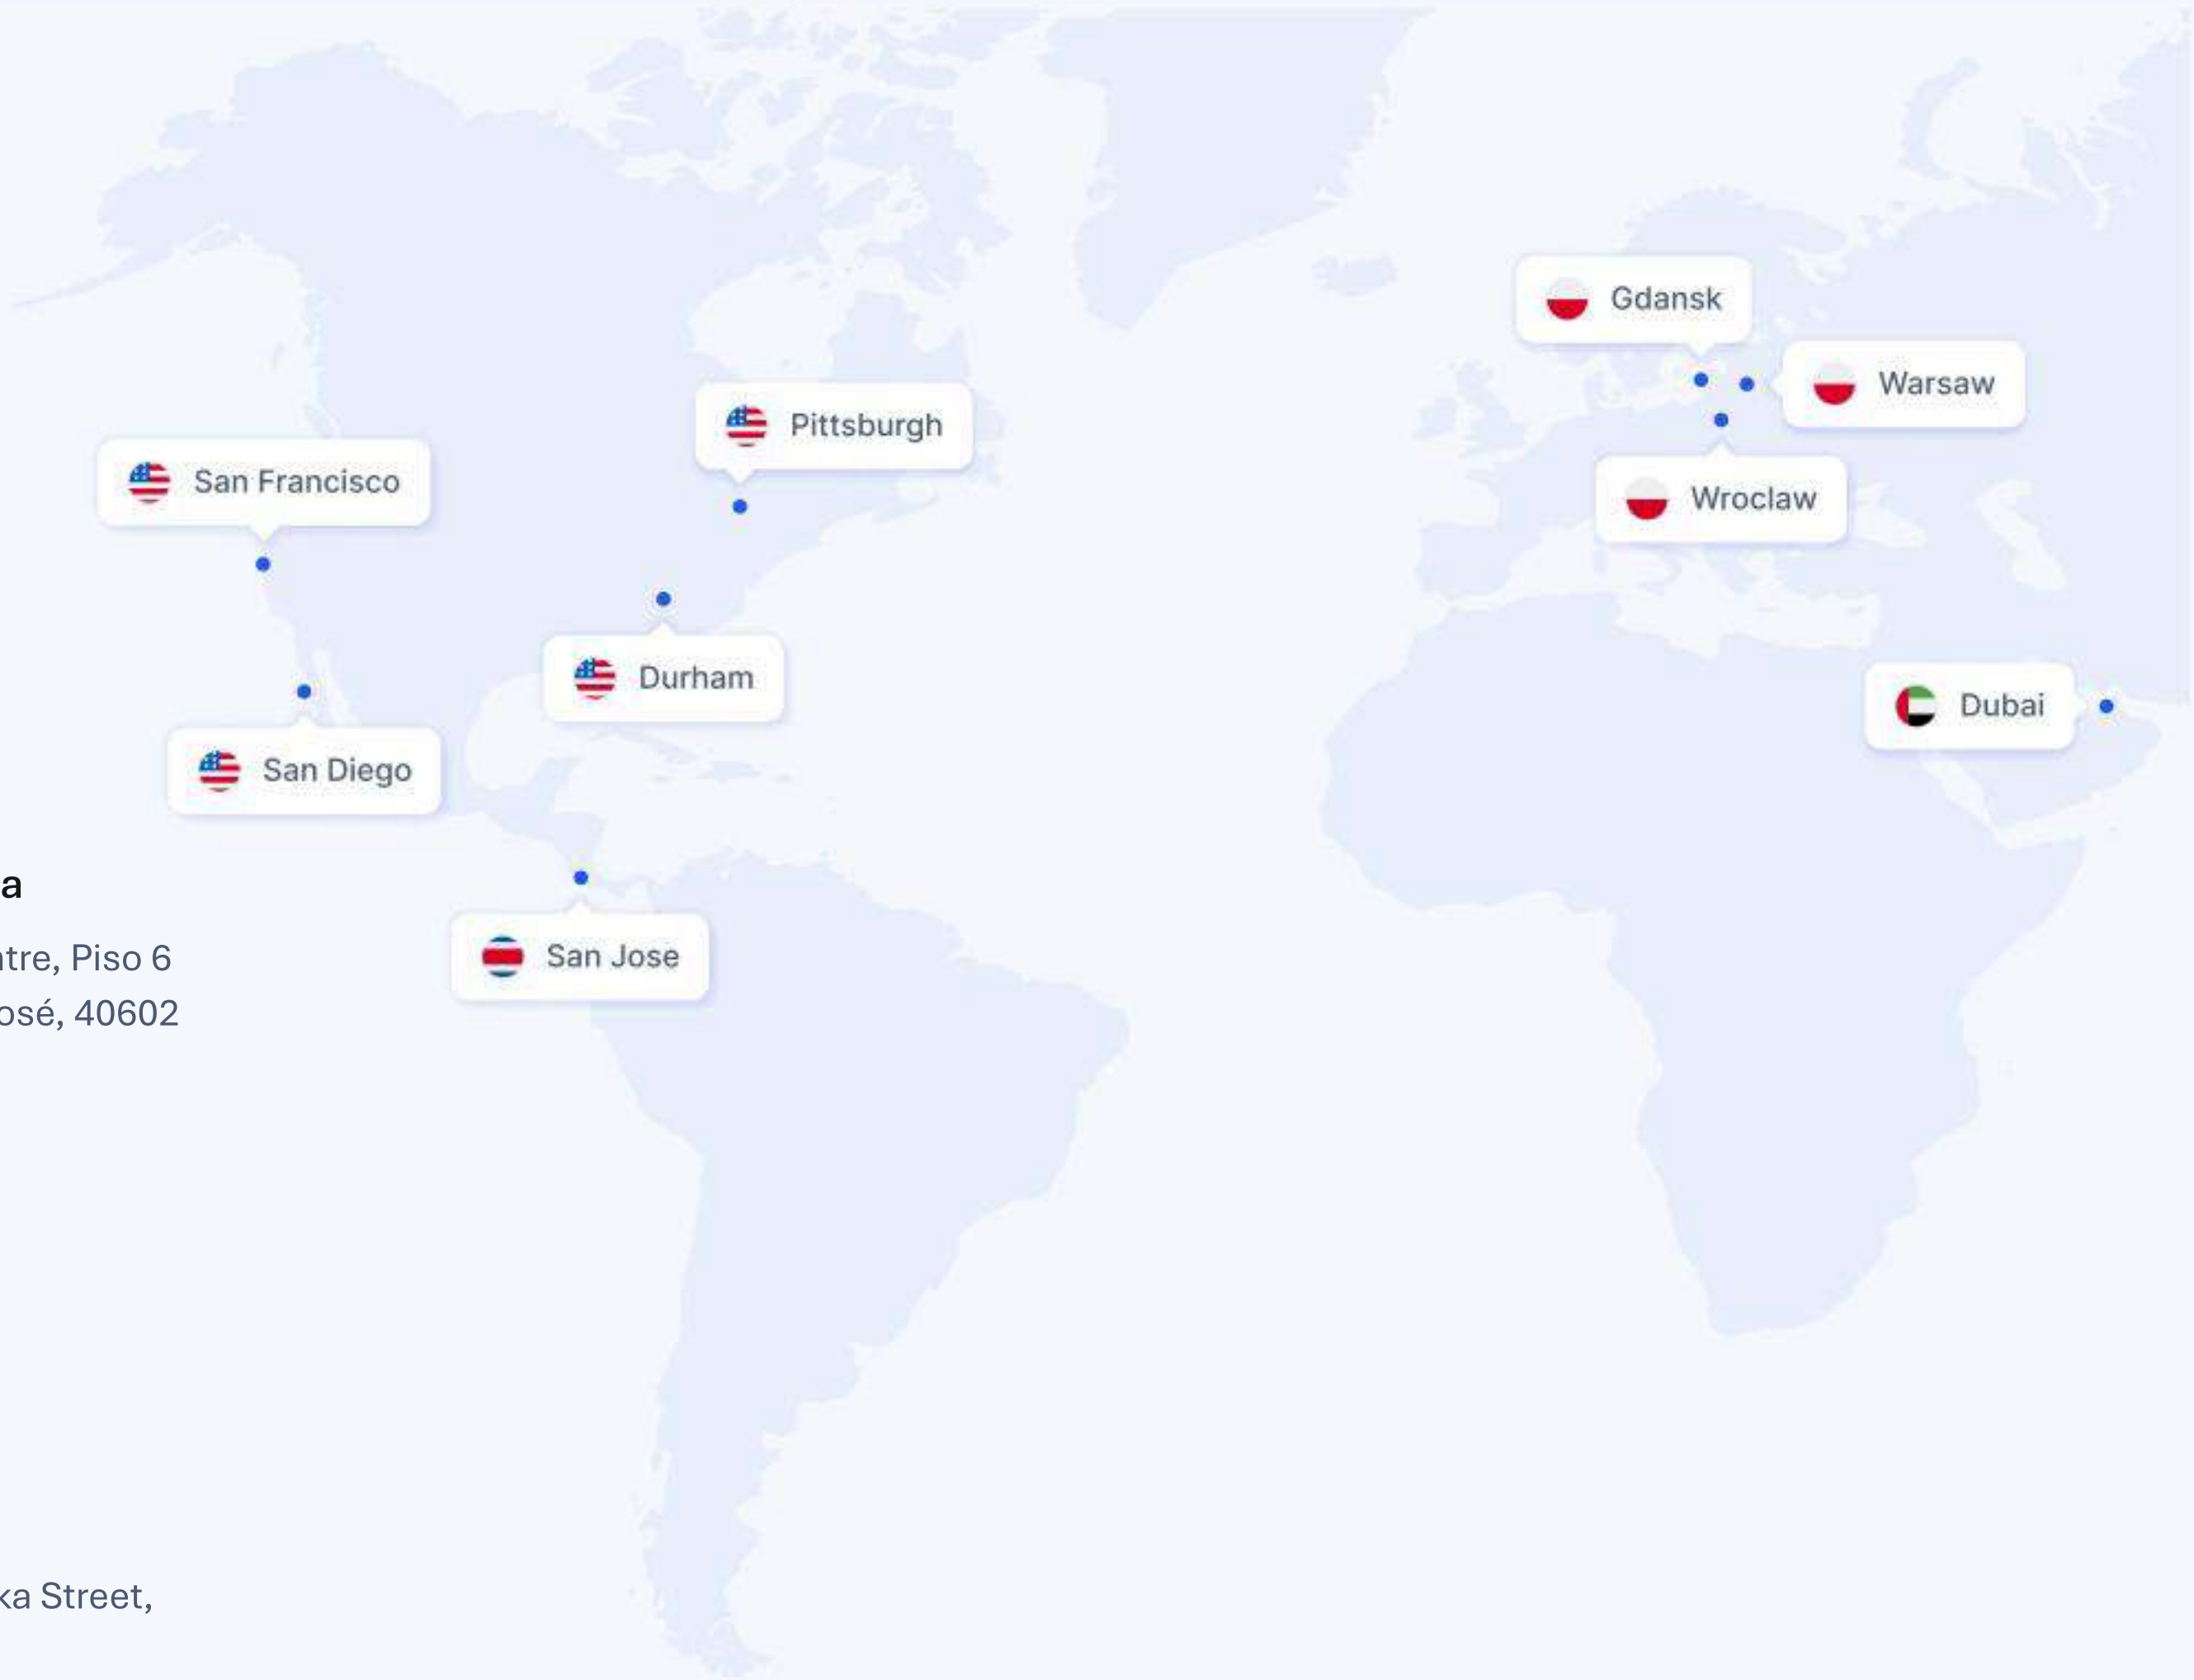 Gdansk
Warsaw
Pittsburgh
San Francisco
Wroclaw
Durham
Dubai
San Diego
a
ntre, Piso 6
San Jose
osé, 40602
ka Street,